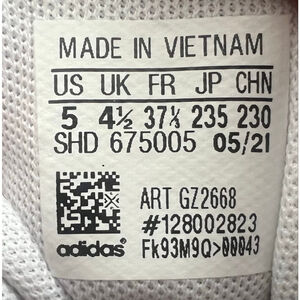 MADE IN VIETNAM
US UK FR JP CHN
5 4½ 37⅓ 235 230
SHD 675005 05/21
ART GZ2668
#128002823
adidas® Fk93M9Q>00043